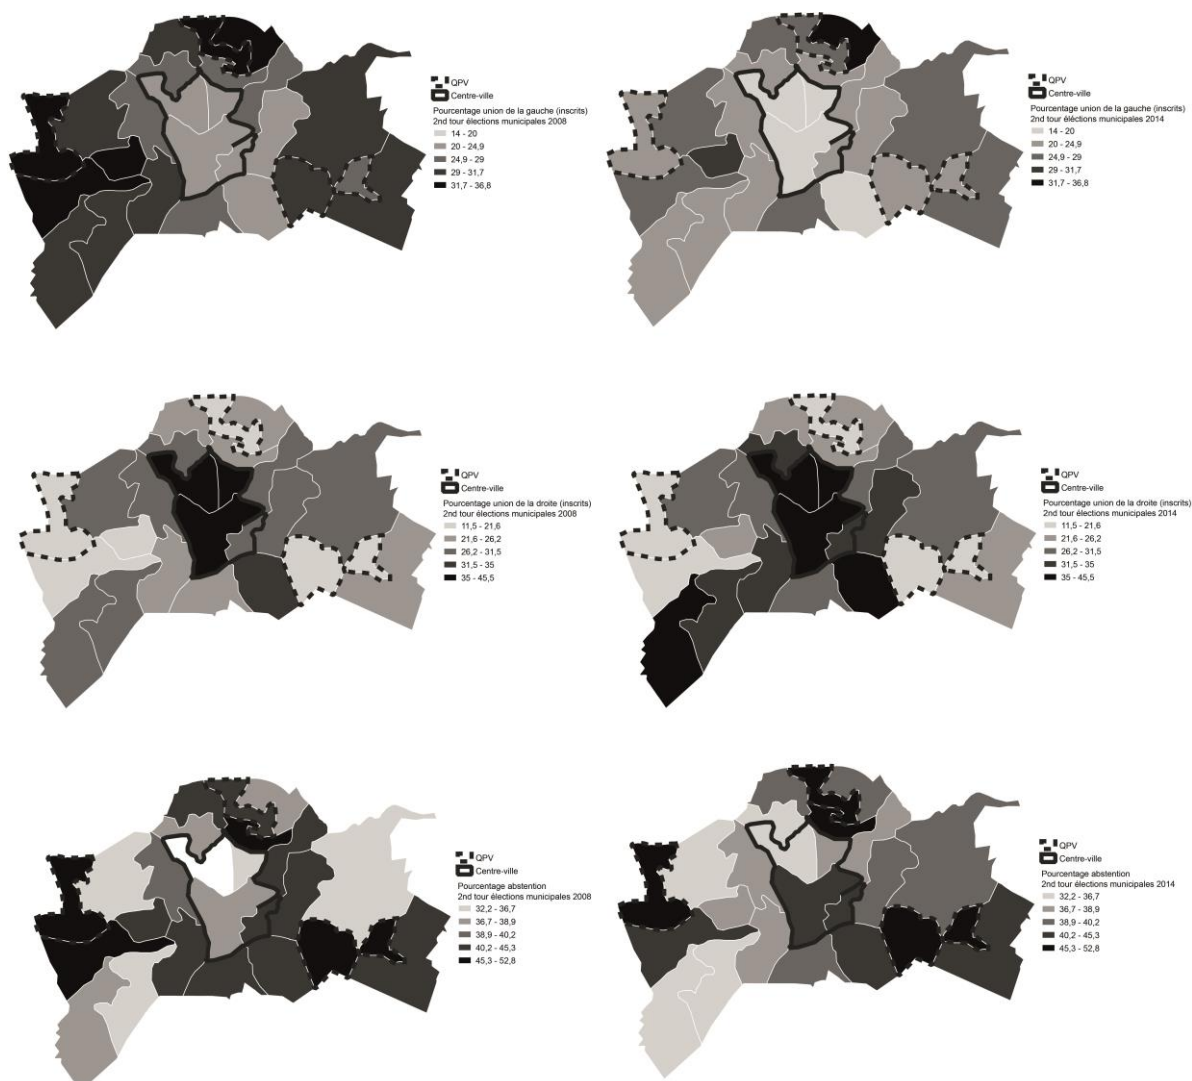 QPV
Centre-ville
Pourcentage union de la gauche (inscrits)
2nd tour élections municipales 2008
14 - 20
20 - 24,9
24,9 - 29
29 - 31,7
31,7 - 36,8
QPV
Centre-ville
Pourcentage union de la gauche (inscrits)
2nd tour éléctions municipales 2014
14 - 20
20 - 24,9
24,9 - 29
29 - 31,7
31,7 - 36,8
QPV
Centre-ville
Pourcentage union de la droite (inscrits)
2nd tour élections municipales 2008
11,5 - 21,6
21,6 - 26,2
26,2 - 31,5
31,5 - 35
35 - 45,5
QPV
Centre-ville
Pourcentage union de la droite (inscrits)
2nd tour élections municipales 2014
11,5 - 21,6
21,6 - 26,2
26,2 - 31,5
31,5 - 35
35 - 45,5
QPV
Centre-ville
Pourcentage abstention
2nd tour élections municipales 2008
32,2 - 36,7
36,7 - 38,9
38,9 - 40,2
40,2 - 45,3
45,3 - 52,8
QPV
Centre-ville
Pourcentage abstention
2nd tour élections municipales 2014
32,2 - 36,7
36,7 - 38,9
38,9 - 40,2
40,2 - 45,3
45,3 - 52,8